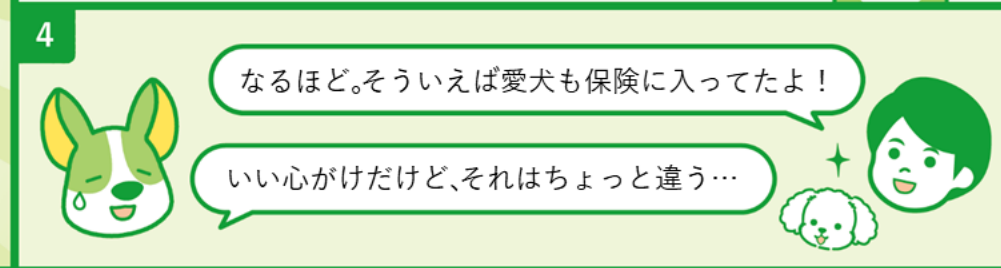 4
なるほど。そういえば愛犬も保険に入ってたよ！
いい心がけだけど、それはちょっと違う…